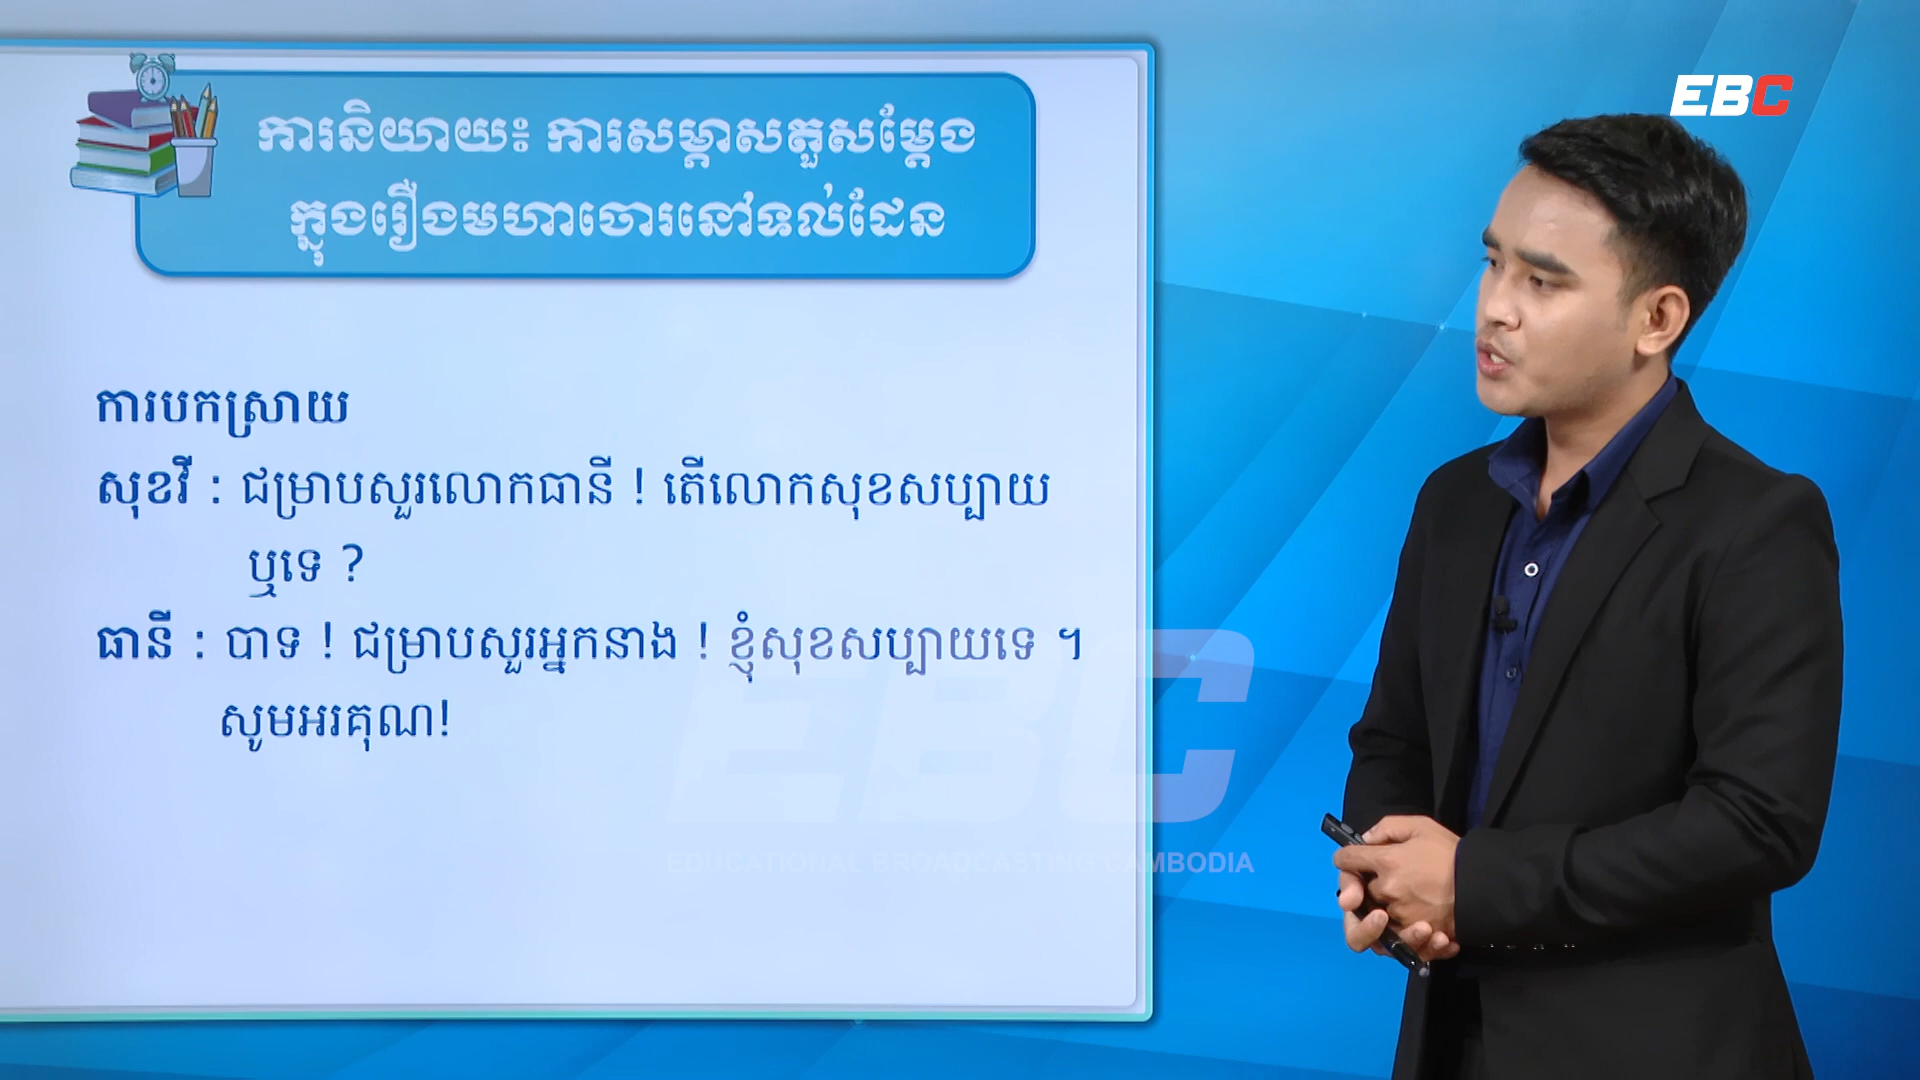 EBC
ការនិយាយ៖ ការសម្ភាសតួសម្តែង
ក្នុងរឿងមហាចោរនៅទល់ដែន
ការបកស្រាយ
សុខវី : ជម្រាបសួរលោកធានី ! តើលោកសុខសប្បាយ
ឬទេ ?
ធានី : បាទ ! ជម្រាបសួរអ្នកនាង ! ខ្ញុំសុខសប្បាយទេ ។
សូមអរគុណ!
EBC
EDUCATIONAL BROADCASTING CAMBODIA